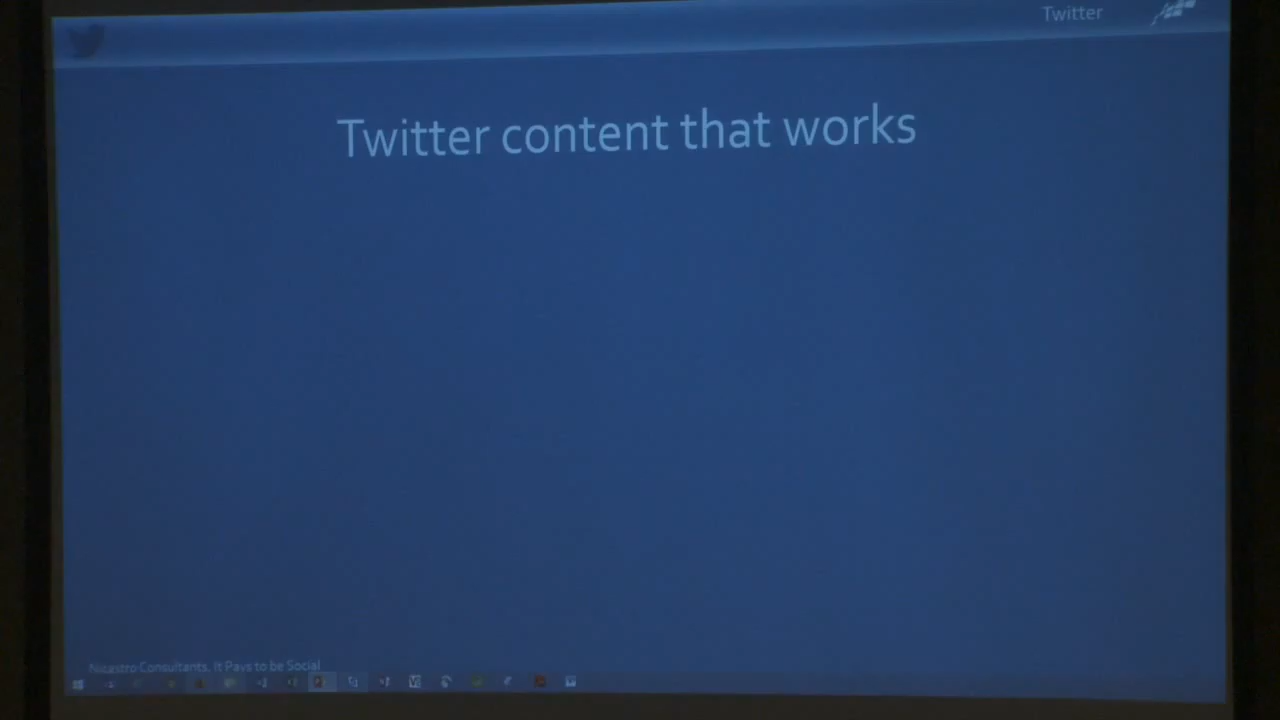 Twitter
Twitter content that works
Nicastro Consultants, It Pays to be Social